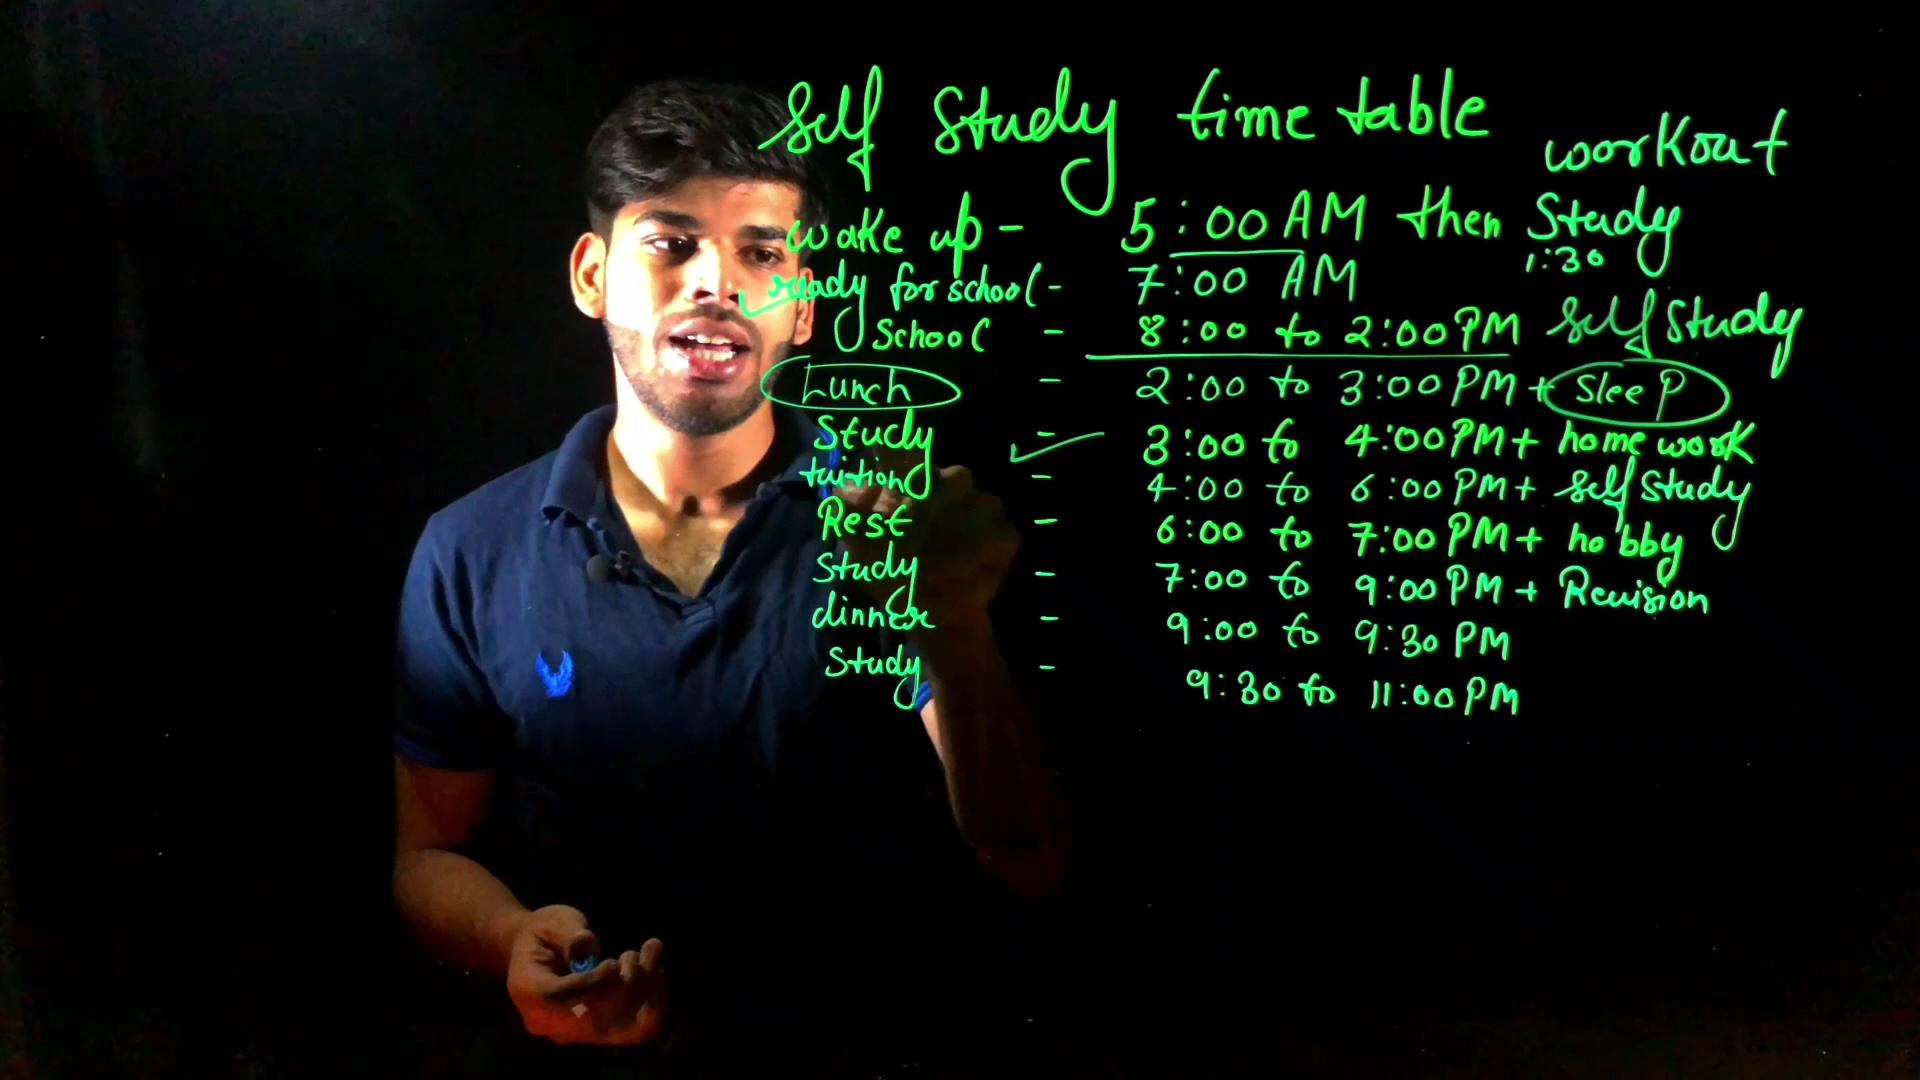 Self Study time table
workout
wake up - 5:00 AM then Study
1:30
ready for school - 7:00 AM
School - 8:00 to 2:00 PM Self Study
Lunch - 2:00 to 3:00 PM + Sleep
Study - 3:00 to 4:00 PM + home work
tuition - 4:00 to 6:00 PM + Self Study
Rest - 6:00 to 7:00 PM + hobby
Study - 7:00 to 9:00 PM + Revision
dinner - 9:00 to 9:30 PM
Study - 9:30 to 11:00 PM